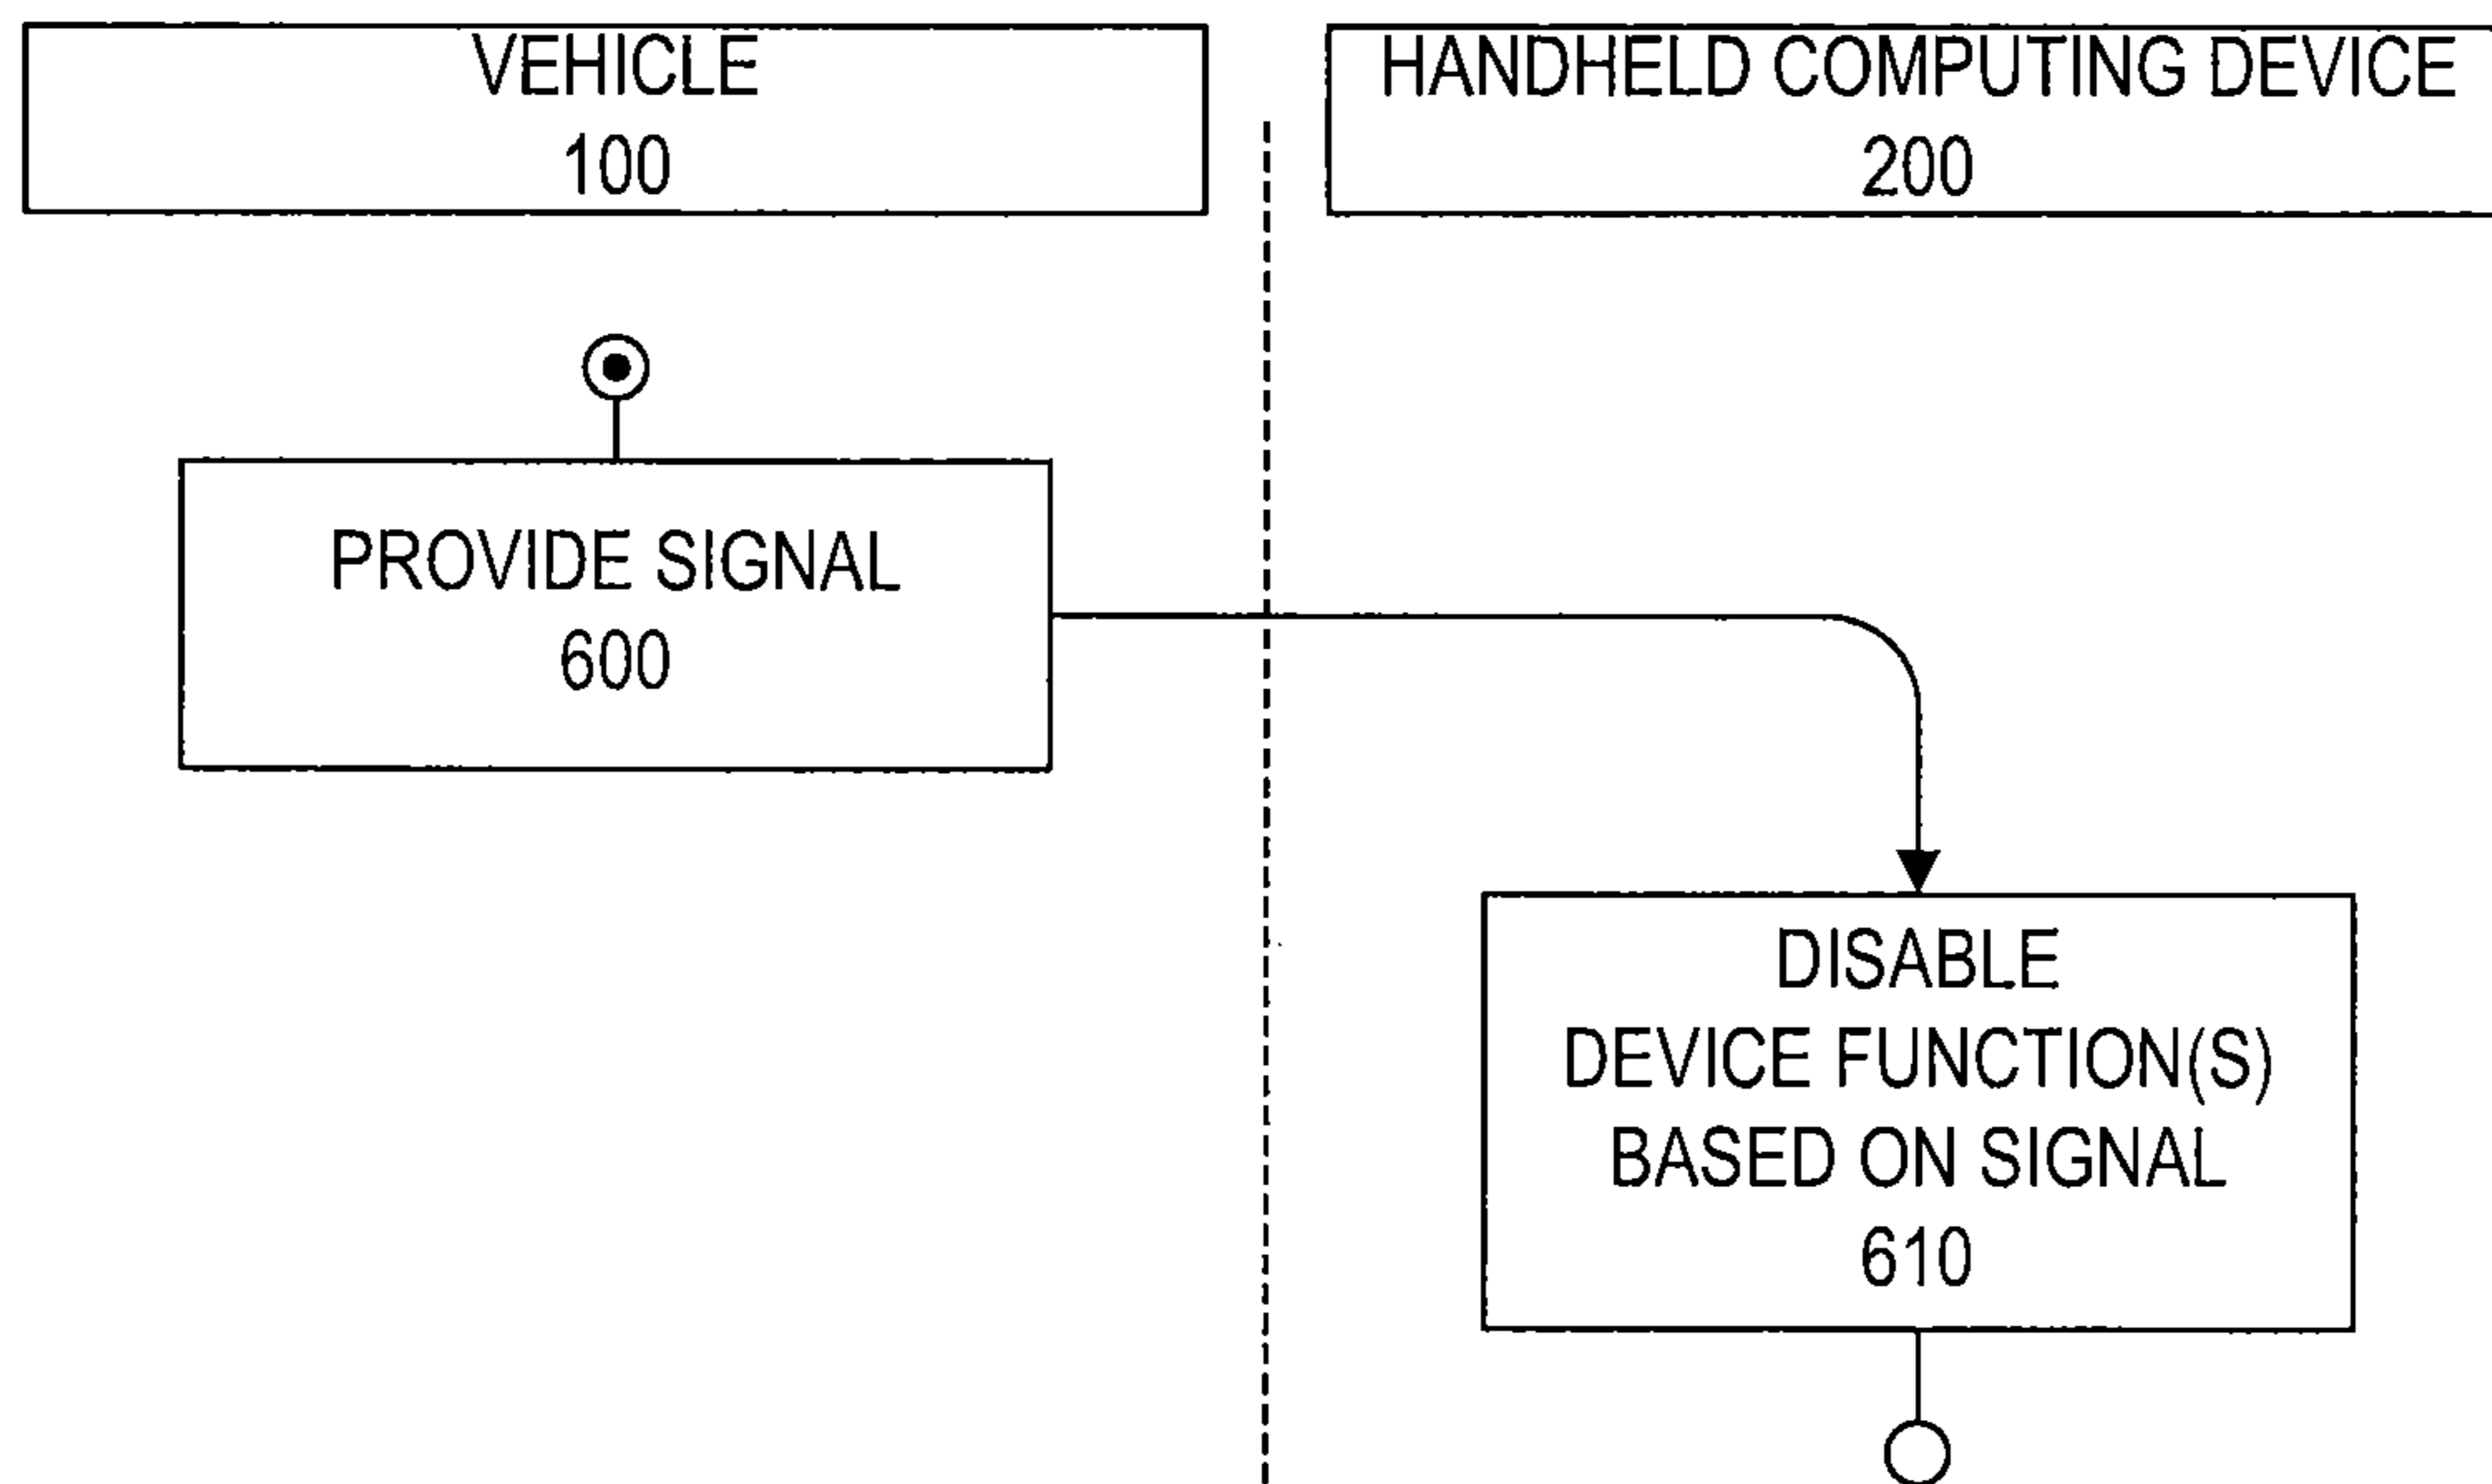 VEHICLE
100
HANDHELD COMPUTING DEVICE
200
PROVIDE SIGNAL
600
DISABLE
DEVICE FUNCTION(S)
BASED ON SIGNAL
610